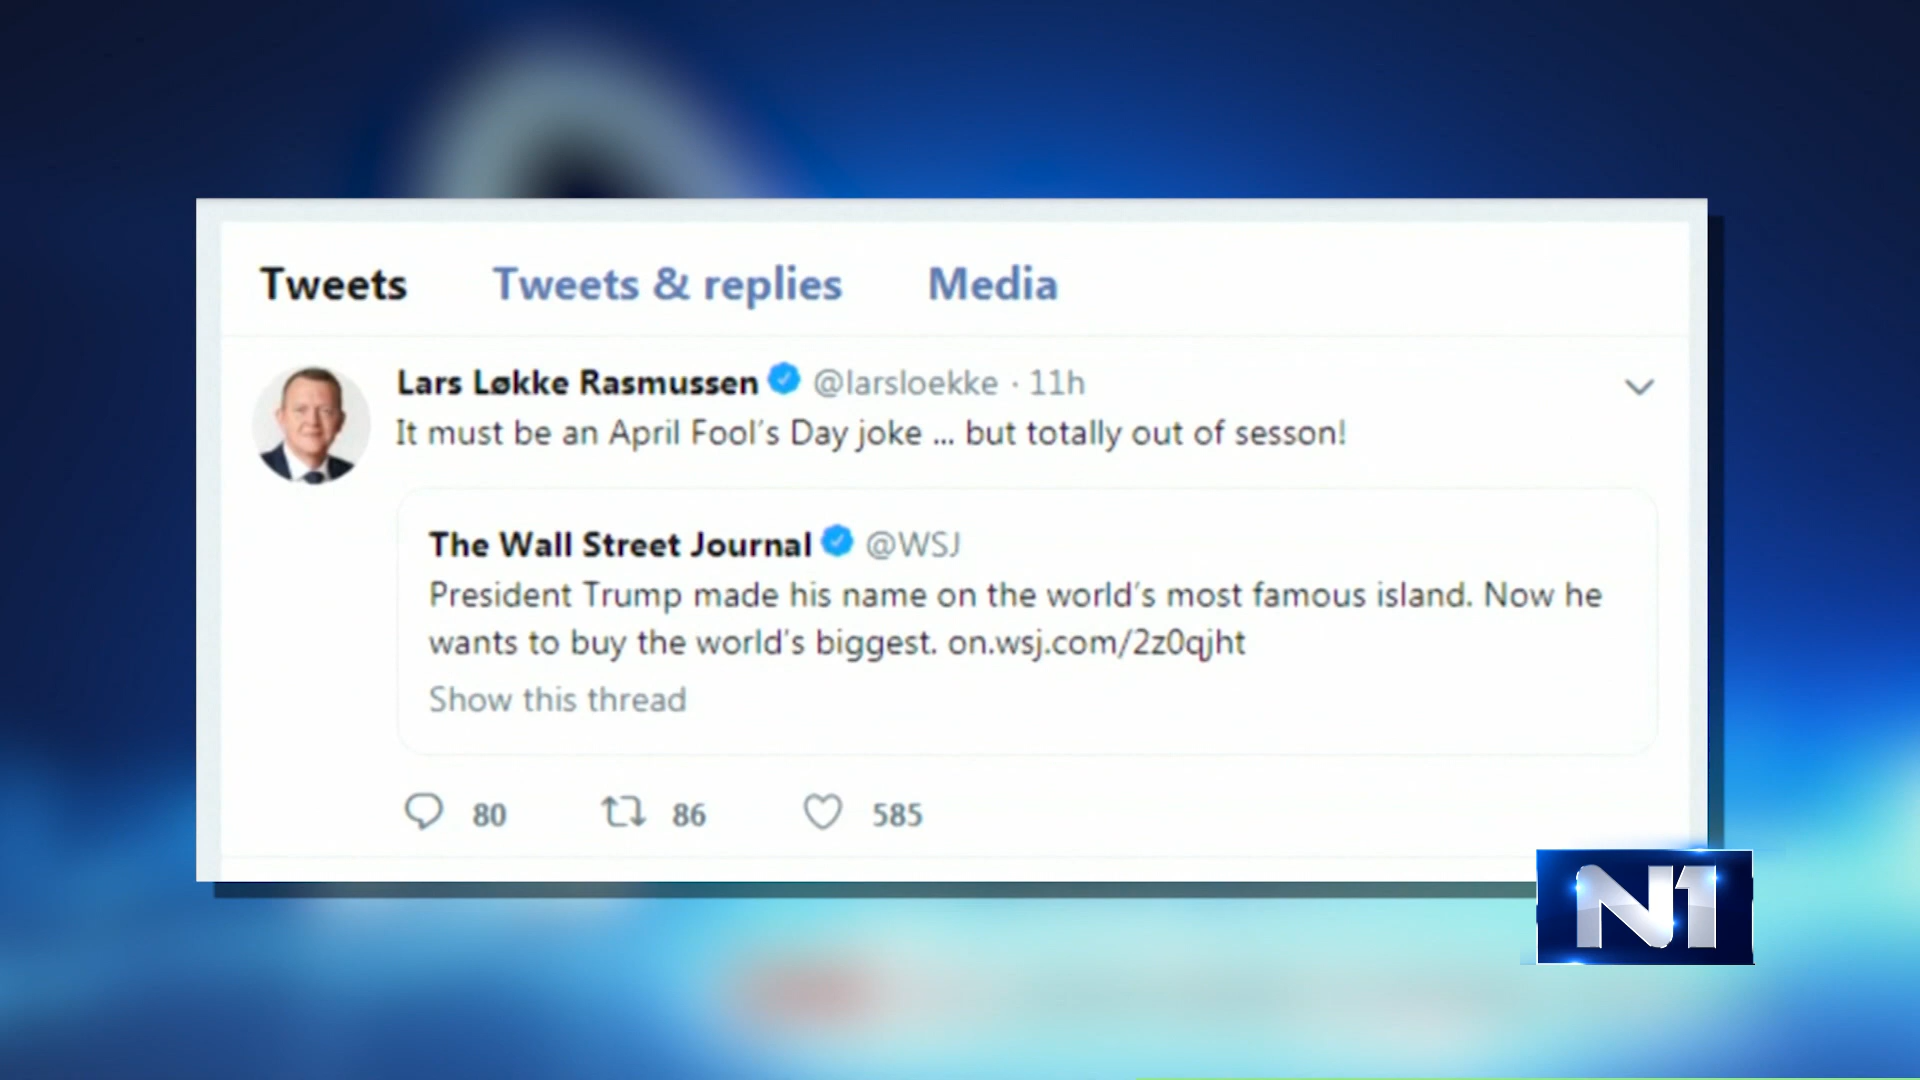 Tweets Tweets & replies Media
Lars Løkke Rasmussen @larsloekke · 11h
It must be an April Fool's Day joke ... but totally out of sesson!
The Wall Street Journal @WSJ
President Trump made his name on the world's most famous island. Now he
wants to buy the world's biggest. on.wsj.com/2z0qjht
Show this thread
80 86 585
N1